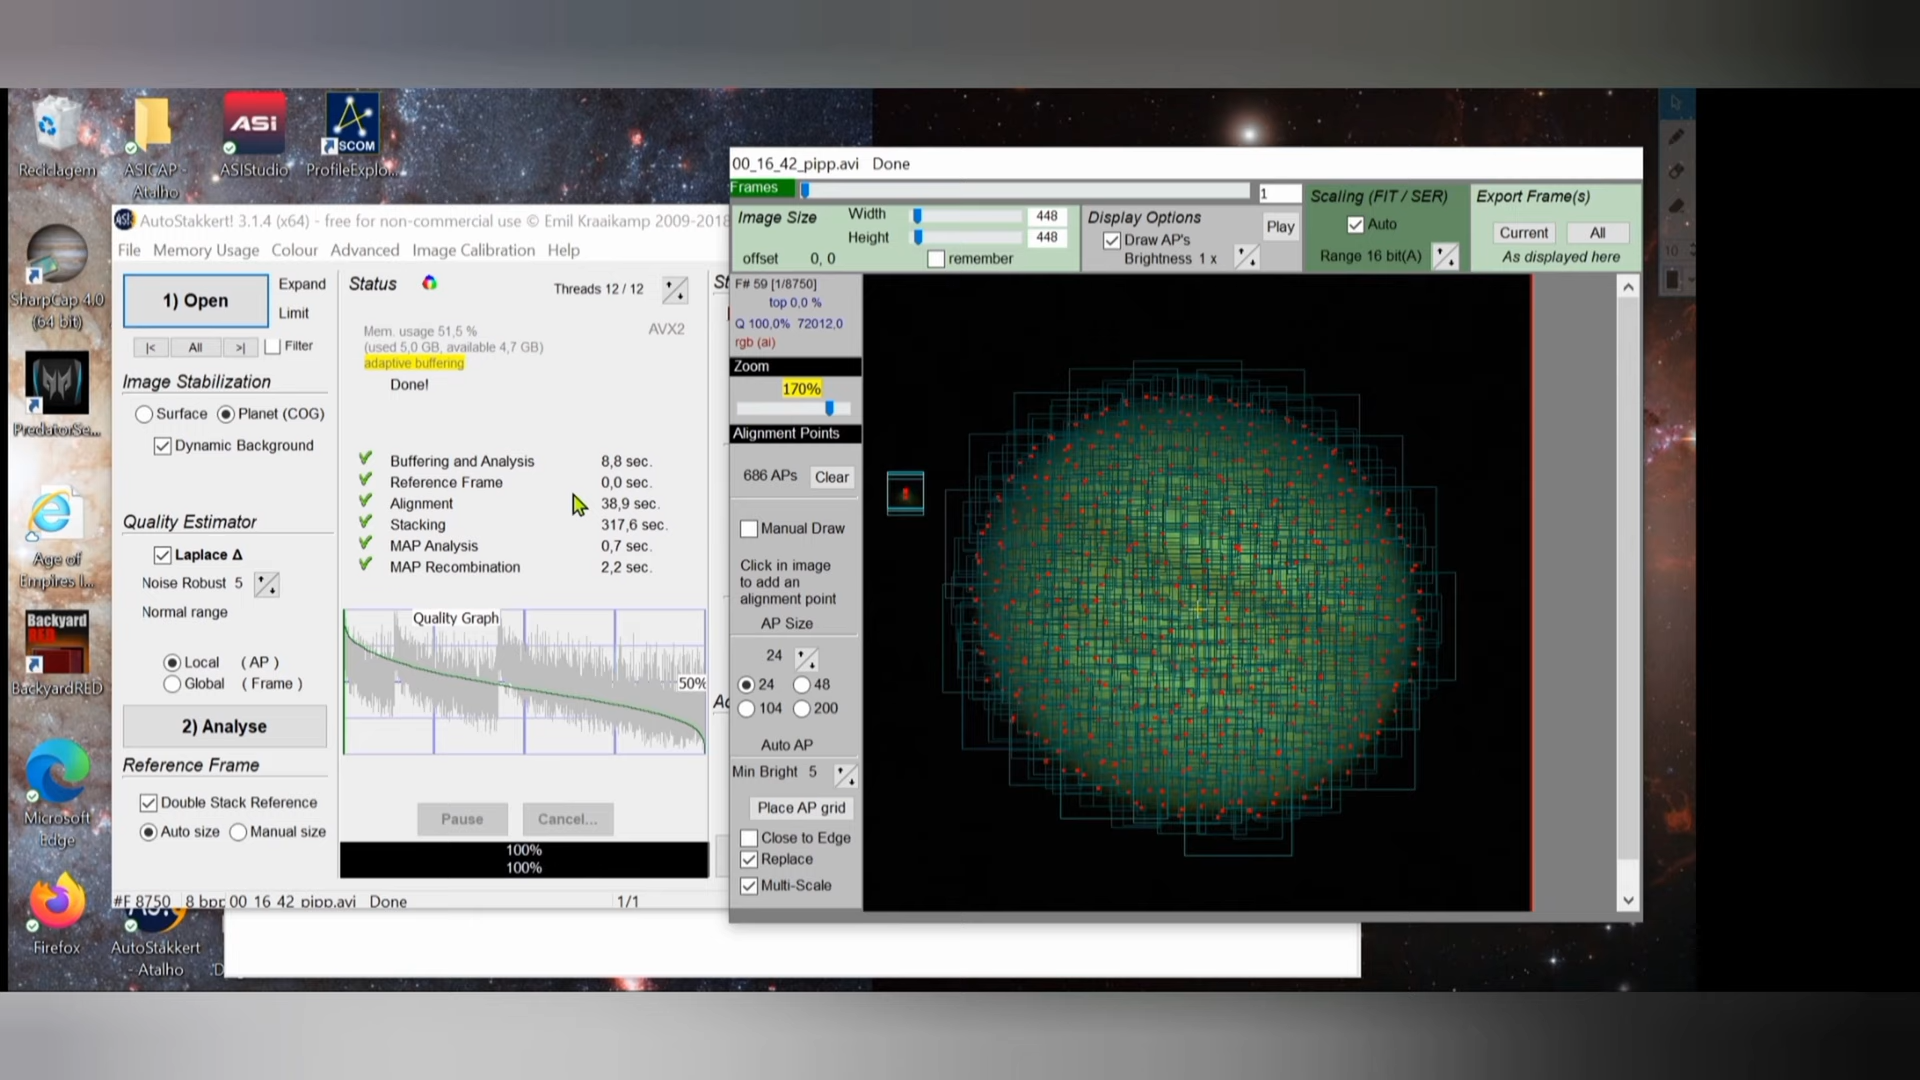 Reciclagem
ASICAP - Atalho
ASi
ASIStudio
SCOM
ProfileExplo...
SharpCap 4.0 (64 bit)
PredatorSe...
Age of Empires I...
Backyard RED
BackyardRED
Microsoft Edge
Firefox
AutoStakkert - Atalho
AutoStakkert! 3.1.4 (x64) - free for non-commercial use © Emil Kraaikamp 2009-2018
File Memory Usage Colour Advanced Image Calibration Help
1) Open
Expand
Limit
|< All >| Filter
Image Stabilization
Surface Planet (COG)
Dynamic Background
Quality Estimator
Laplace Δ
Noise Robust 5
Normal range
Local ( AP )
Global ( Frame )
2) Analyse
Reference Frame
Double Stack Reference
Auto size Manual size
Status
Threads 12 / 12
AVX2
Mem. usage 51,5 %
(used 5,0 GB, available 4,7 GB)
adaptive buffering
Done!
Buffering and Analysis 8,8 sec.
Reference Frame 0,0 sec.
Alignment 38,9 sec.
Stacking 317,6 sec.
MAP Analysis 0,7 sec.
MAP Recombination 2,2 sec.
Quality Graph
50%
Pause Cancel...
100%
100%
#F 8750 8 bpp 00_16_42_pipp.avi Done 1/1
00_16_42_pipp.avi Done
Frames 1
Image Size
Width 448
Height 448
offset 0, 0 remember
Display Options
Draw AP's
Brightness 1 x
Play
Scaling (FIT / SER)
Auto
Range 16 bit(A)
Export Frame(s)
Current All
As displayed here
F# 59 [1/8750]
top 0,0 %
Q 100,0% 72012,0
rgb (ai)
Zoom
170%
Alignment Points
686 APs Clear
Manual Draw
Click in image
to add an
alignment point
AP Size
24
24 48
104 200
Auto AP
Min Bright 5
Place AP grid
Close to Edge
Replace
Multi-Scale
10